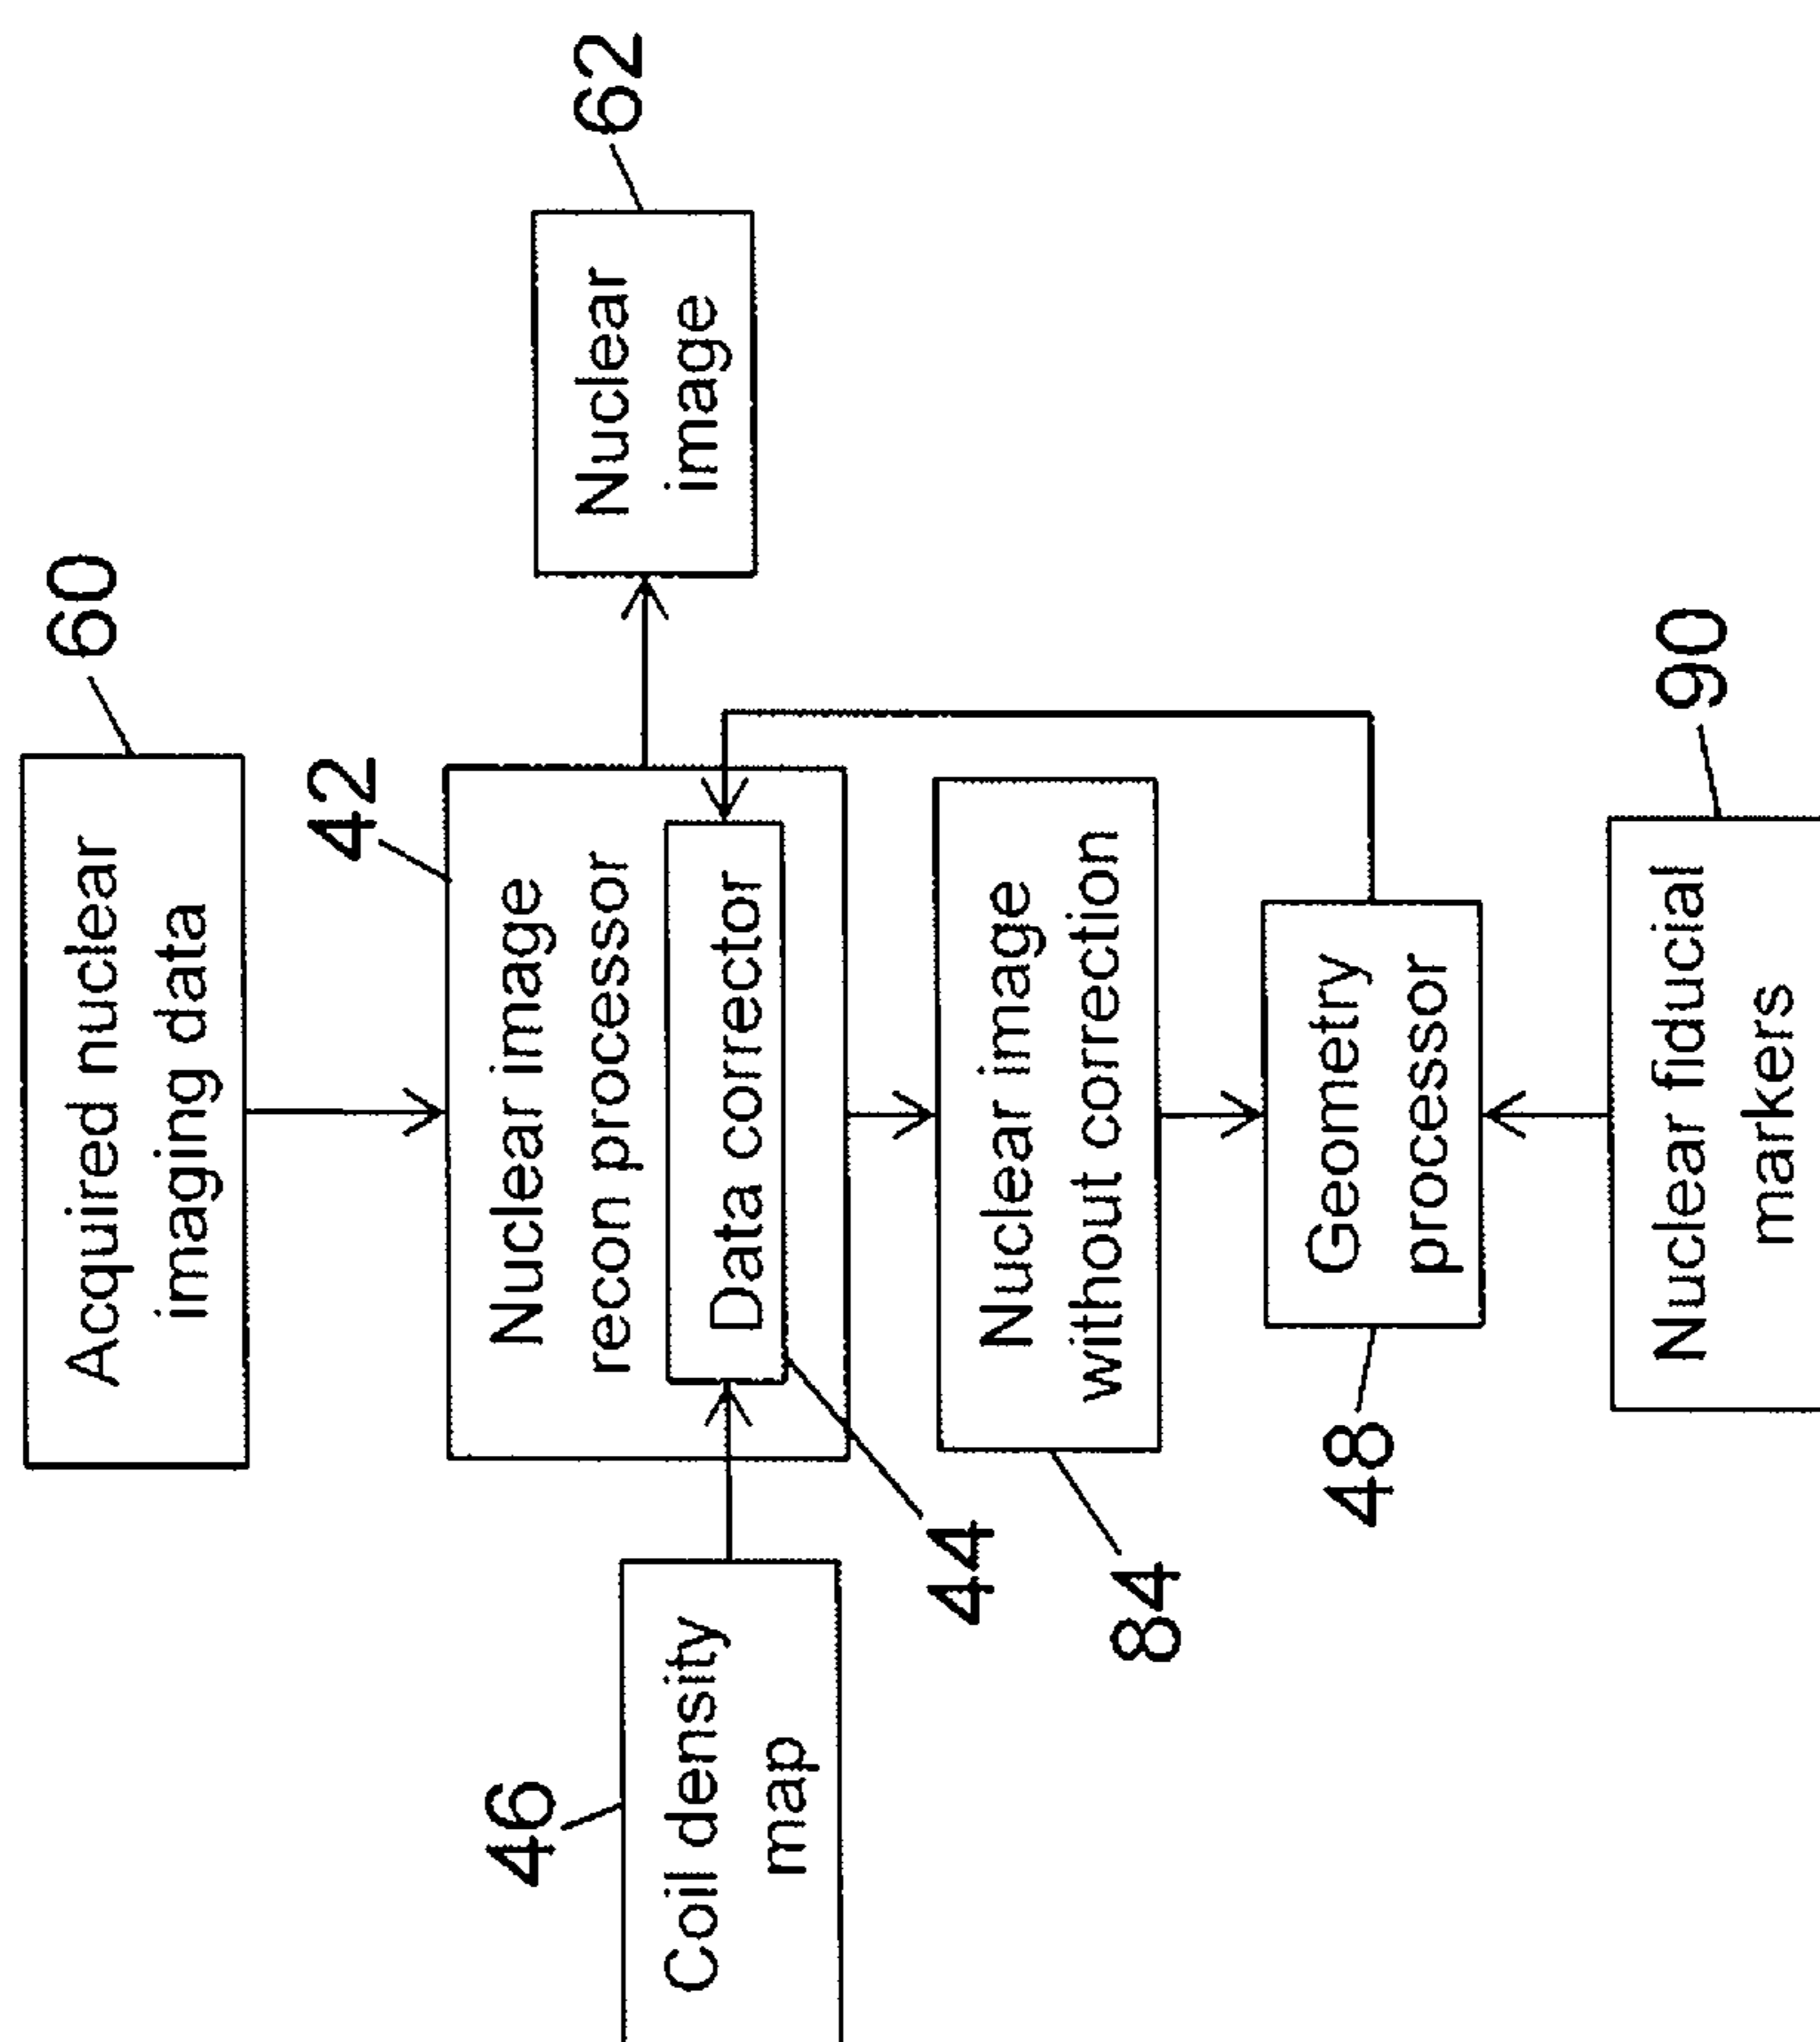 60
Acquired nuclear
imaging data
42
Nuclear image
recon processor
Data corrector
44
46
Coil density
map
62
Nuclear
image
Nuclear image
without correction
84
Geometry
processor
48
90
Nuclear fiducial
markers